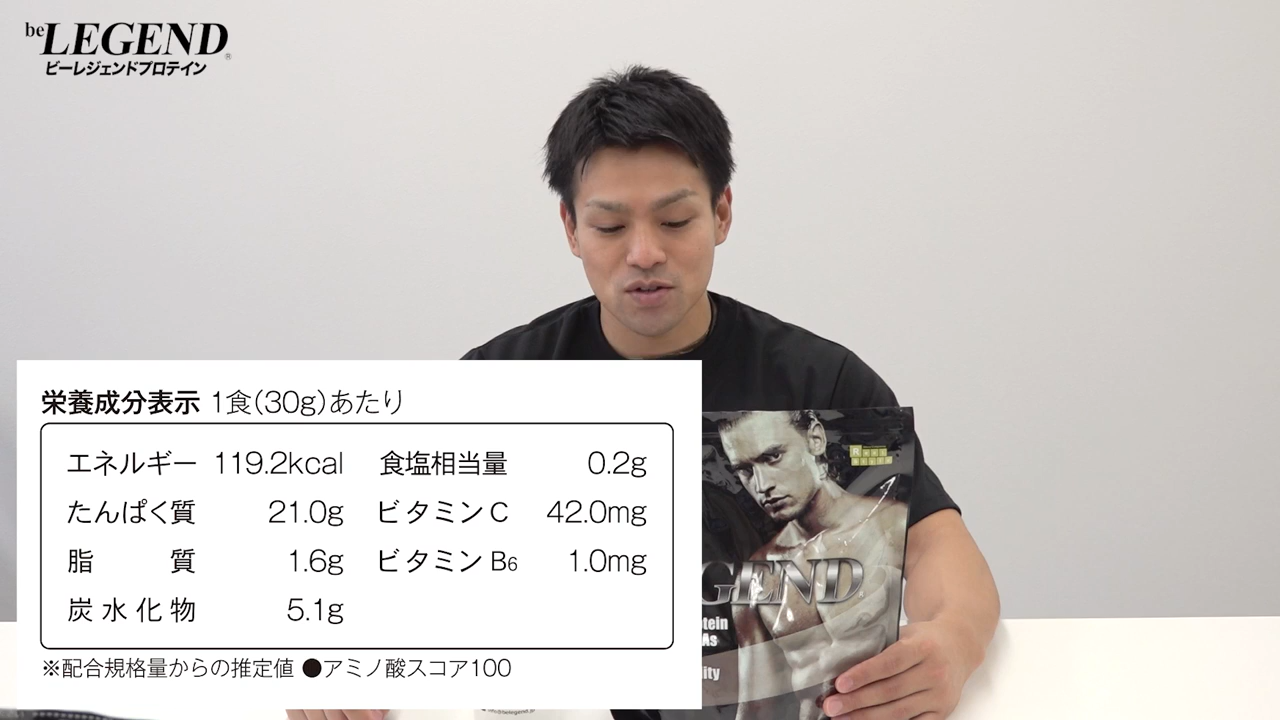 be LEGEND®
ビーレジェンドプロテイン
栄養成分表示 1食(30g)あたり
エネルギー 119.2kcal 食塩相当量 0.2g
たんぱく質 21.0g ビタミンC 42.0mg
脂質 1.6g ビタミンB6 1.0mg
炭水化物 5.1g
※配合規格量からの推定値 ●アミノ酸スコア100
GEND